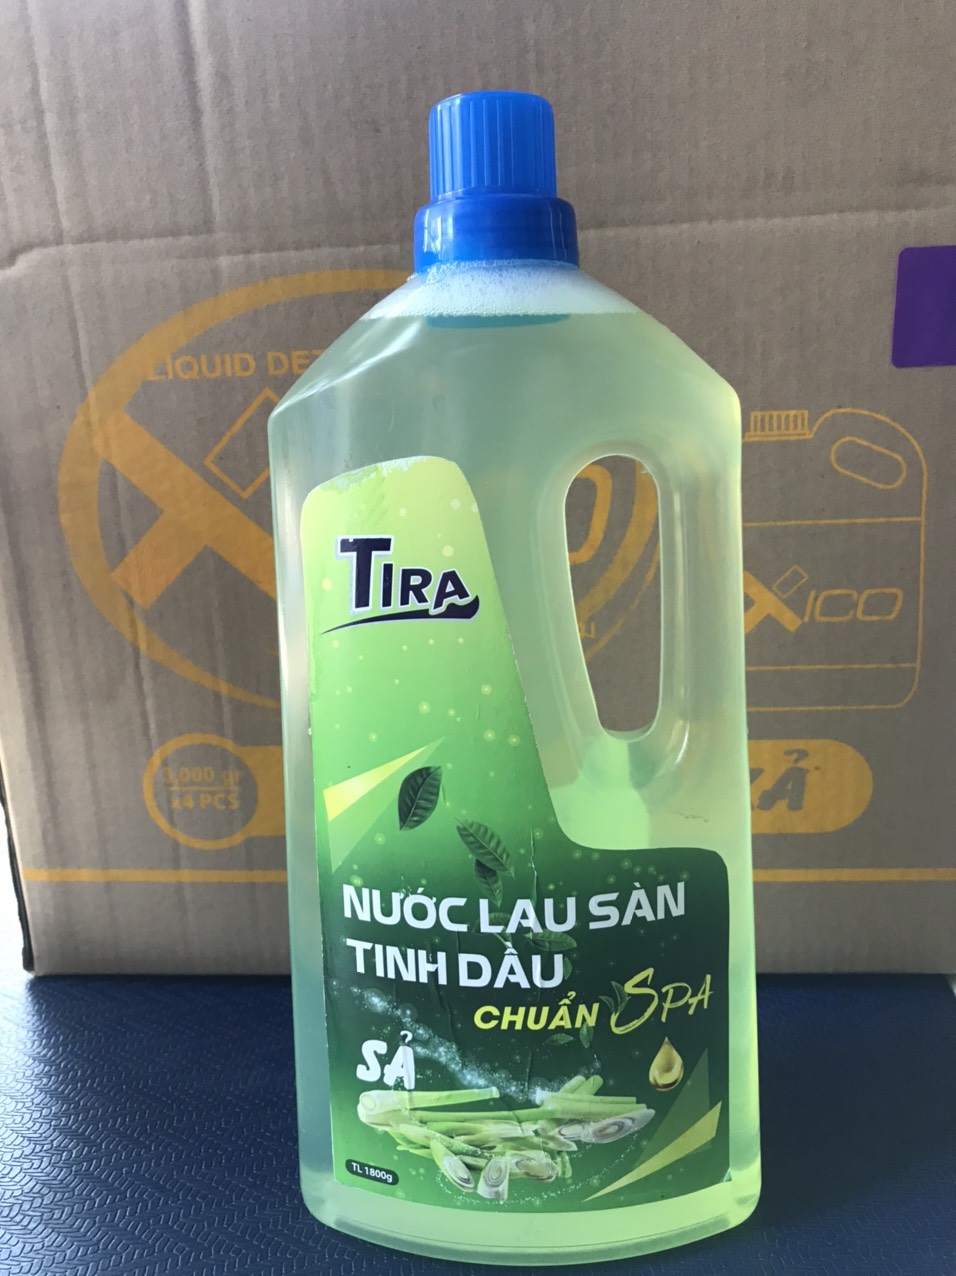 LIQUID DET
ICO
3,000 gr
x4 PCS
XẢ
TIRA
NƯỚC LAU SÀN
TINH DẦU
CHUẨN SPA
SẢ
TL 1800g